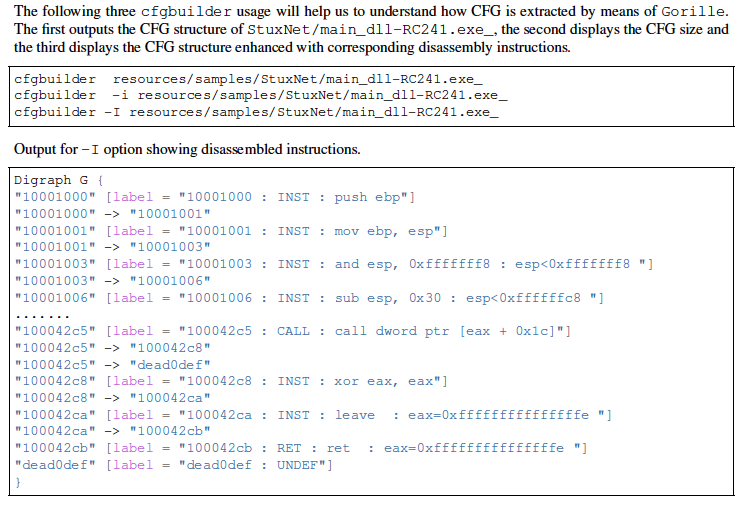 The following three cfgbuilder usage will help us to understand how CFG is extracted by means of Gorille.
The first outputs the CFG structure of StuxNet/main_dll-RC241.exe_, the second displays the CFG size and
the third displays the CFG structure enhanced with corresponding disassembly instructions.
cfgbuilder  resources/samples/StuxNet/main_dll-RC241.exe_
cfgbuilder  -i resources/samples/StuxNet/main_dll-RC241.exe_
cfgbuilder -I resources/samples/StuxNet/main_dll-RC241.exe_
Output for -I option showing disassembled instructions.
Digraph G {
"10001000" [label = "10001000 : INST : push ebp"]
"10001000" -> "10001001"
"10001001" [label = "10001001 : INST : mov ebp, esp"]
"10001001" -> "10001003"
"10001003" [label = "10001003 : INST : and esp, 0xfffffff8 : esp<0xfffffff8 "]
"10001003" -> "10001006"
"10001006" [label = "10001006 : INST : sub esp, 0x30 : esp<0xffffffc8 "]
.......
"100042c5" [label = "100042c5 : CALL : call dword ptr [eax + 0x1c]"]
"100042c5" -> "100042c8"
"100042c5" -> "dead0def"
"100042c8" [label = "100042c8 : INST : xor eax, eax"]
"100042c8" -> "100042ca"
"100042ca" [label = "100042ca : INST : leave  : eax=0xfffffffffffffffe "]
"100042ca" -> "100042cb"
"100042cb" [label = "100042cb : RET : ret  : eax=0xfffffffffffffffe "]
"dead0def" [label = "dead0def : UNDEF"]
}